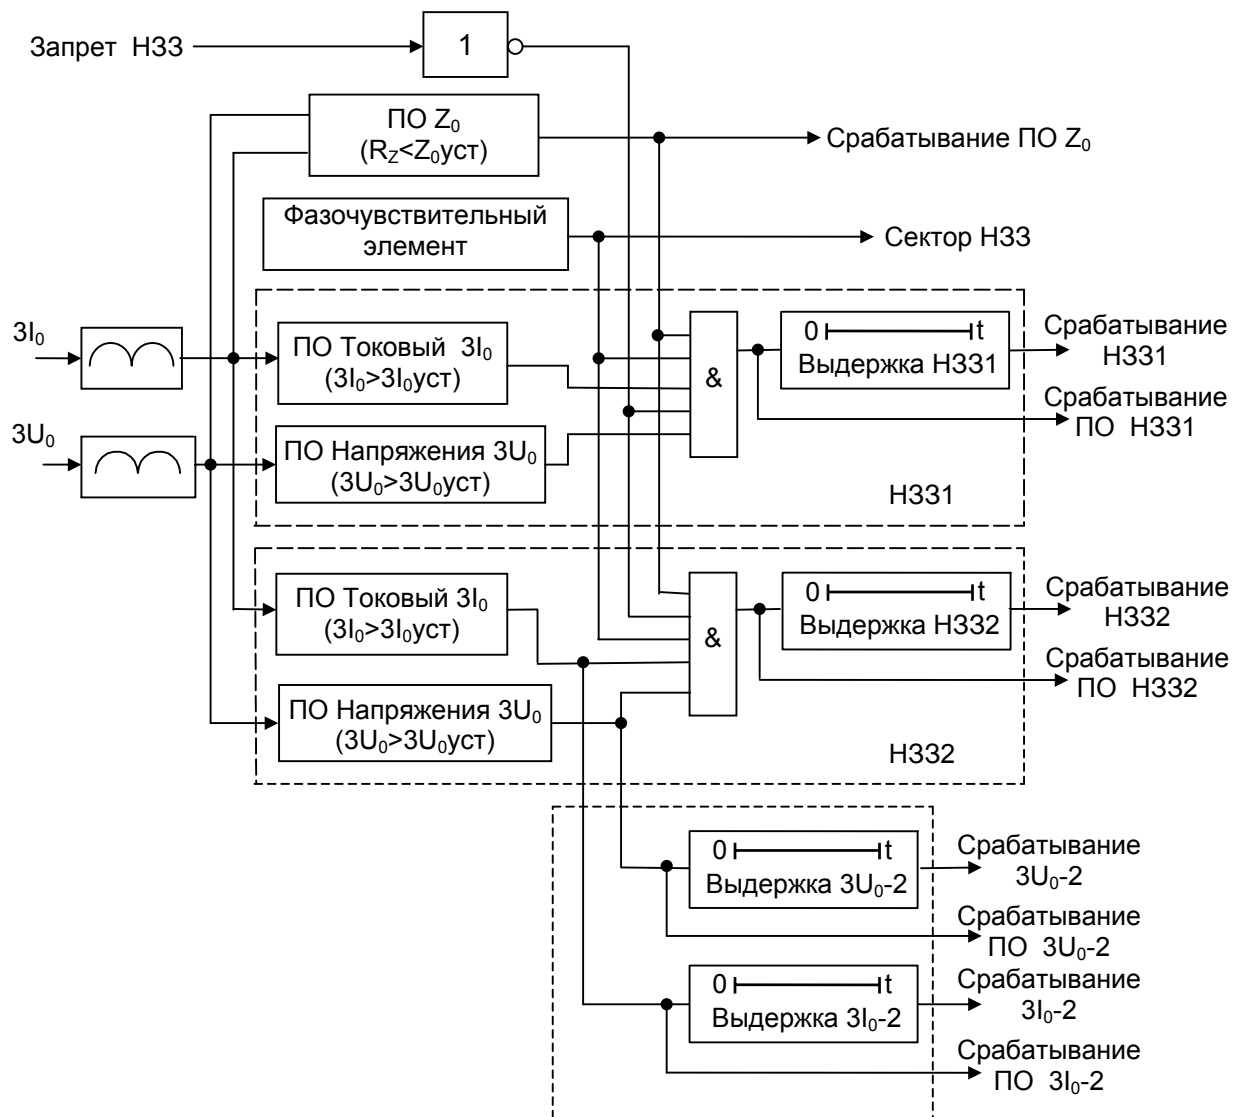 Запрет НЗЗ
1
ПО Z₀
(R_Z<Z₀уст)
Срабатывание ПО Z₀
Фазочувствительный
элемент
Сектор НЗЗ
3I₀
ПО Токовый 3I₀
(3I₀>3I₀уст)
&
0 t
Выдержка НЗЗ1
Срабатывание
НЗЗ1
Срабатывание
ПО НЗЗ1
3U₀
ПО Напряжения 3U₀
(3U₀>3U₀уст)
НЗЗ1
ПО Токовый 3I₀
(3I₀>3I₀уст)
&
0 t
Выдержка НЗЗ2
Срабатывание
НЗЗ2
Срабатывание
ПО НЗЗ2
ПО Напряжения 3U₀
(3U₀>3U₀уст)
НЗЗ2
0 t
Выдержка 3U₀-2
Срабатывание
3U₀-2
Срабатывание
ПО 3U₀-2
0 t
Выдержка 3I₀-2
Срабатывание
3I₀-2
Срабатывание
ПО 3I₀-2